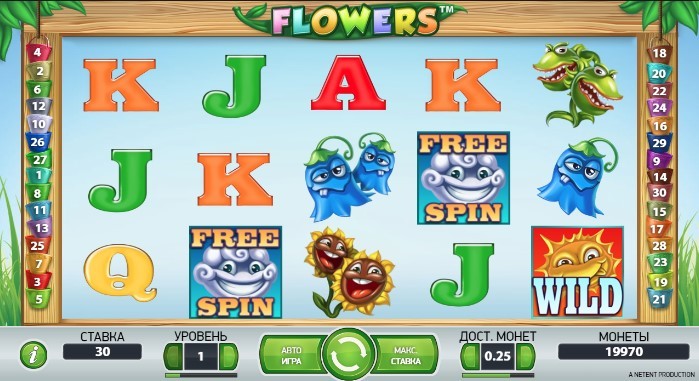 FLOWERS™
4
2
6
12
10
26
27
1
8
11
13
25
7
3
5
K J A K
J K FREE SPIN
Q FREE SPIN J WILD
18
20
22
24
16
29
9
14
30
15
17
28
23
19
21
СТАВКА
30
УРОВЕНЬ
1
АВТО
ИГРА
МАКС.
СТАВКА
ДОСТ. МОНЕТ
0.25
МОНЕТЫ
19970
A NETENT PRODUCTION